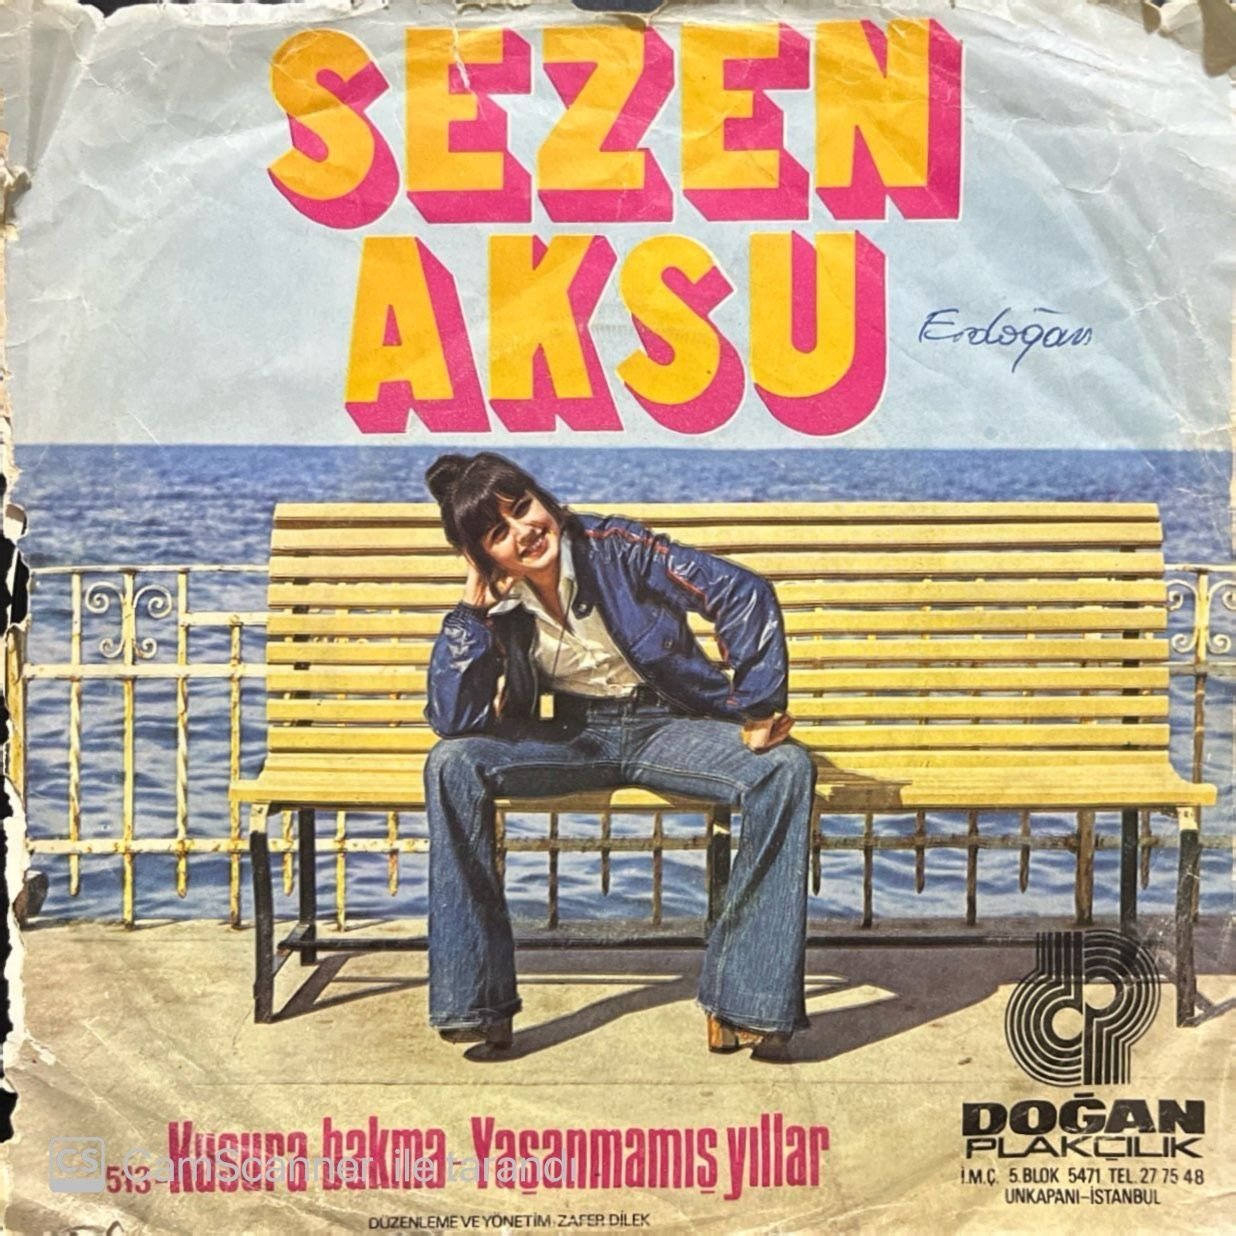 SEZEN
AKSU
Erdoğan
513-Kusura bakma - Yaşanmamış yıllar
CS CamScanner ile tarandı
DÜZENLEME VE YÖNETİM: ZAFER DİLEK
DOĞAN
PLAKÇILIK
İ.M.Ç. 5.BLOK 5471 TEL. 27 75 48
UNKAPANI-İSTANBUL